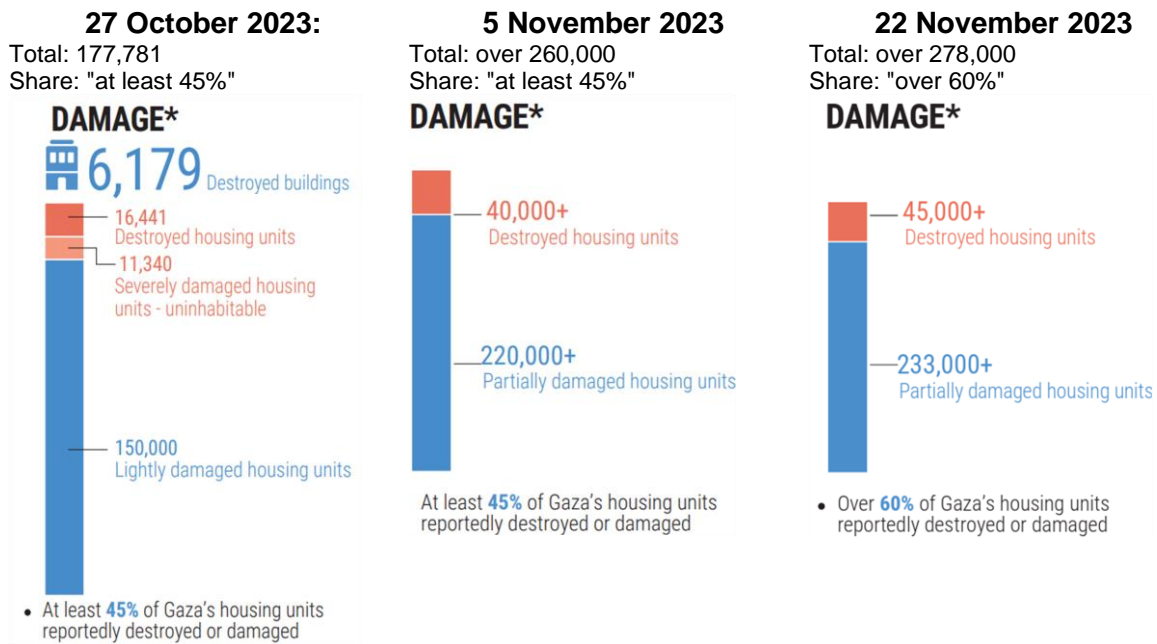 27 October 2023:
Total: 177,781
Share: "at least 45%"
DAMAGE*
6,179 Destroyed buildings
16,441
Destroyed housing units
11,340
Severely damaged housing
units - uninhabitable
150,000
Lightly damaged housing units
• At least 45% of Gaza's housing units
reportedly destroyed or damaged
5 November 2023
Total: over 260,000
Share: "at least 45%"
DAMAGE*
40,000+
Destroyed housing units
220,000+
Partially damaged housing units
At least 45% of Gaza's housing units
reportedly destroyed or damaged
22 November 2023
Total: over 278,000
Share: "over 60%"
DAMAGE*
45,000+
Destroyed housing units
233,000+
Partially damaged housing units
• Over 60% of Gaza's housing units
reportedly destroyed or damaged